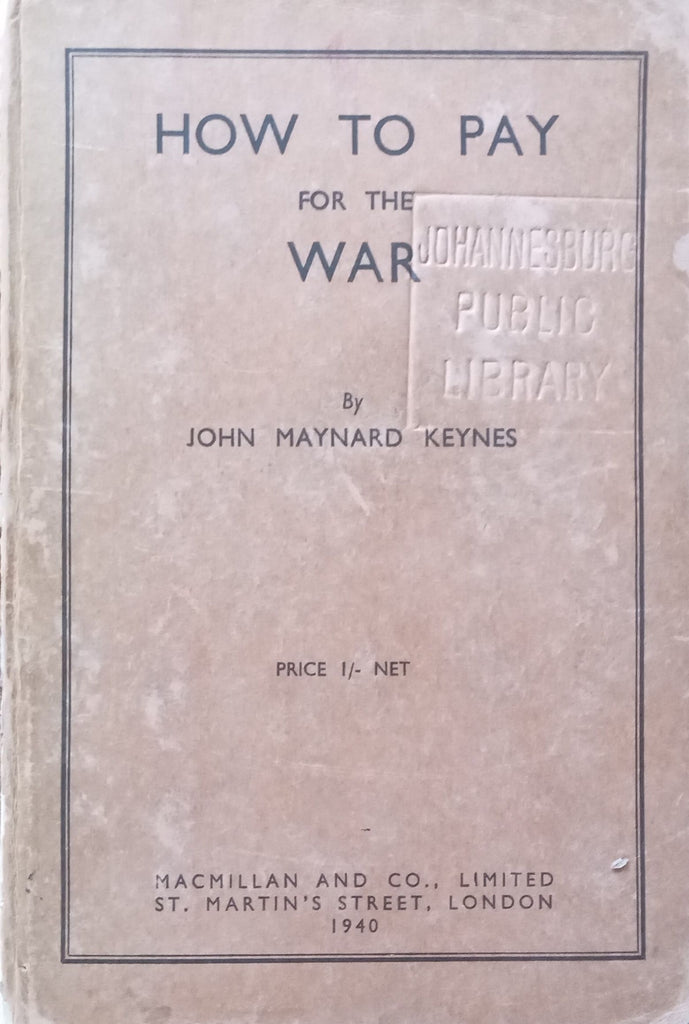 HOW TO PAY
FOR THE
WAR
JOHANNESBURG
PUBLIC
LIBRARY
By
JOHN MAYNARD KEYNES
PRICE 1/- NET
MACMILLAN AND CO., LIMITED
ST. MARTIN'S STREET, LONDON
1940